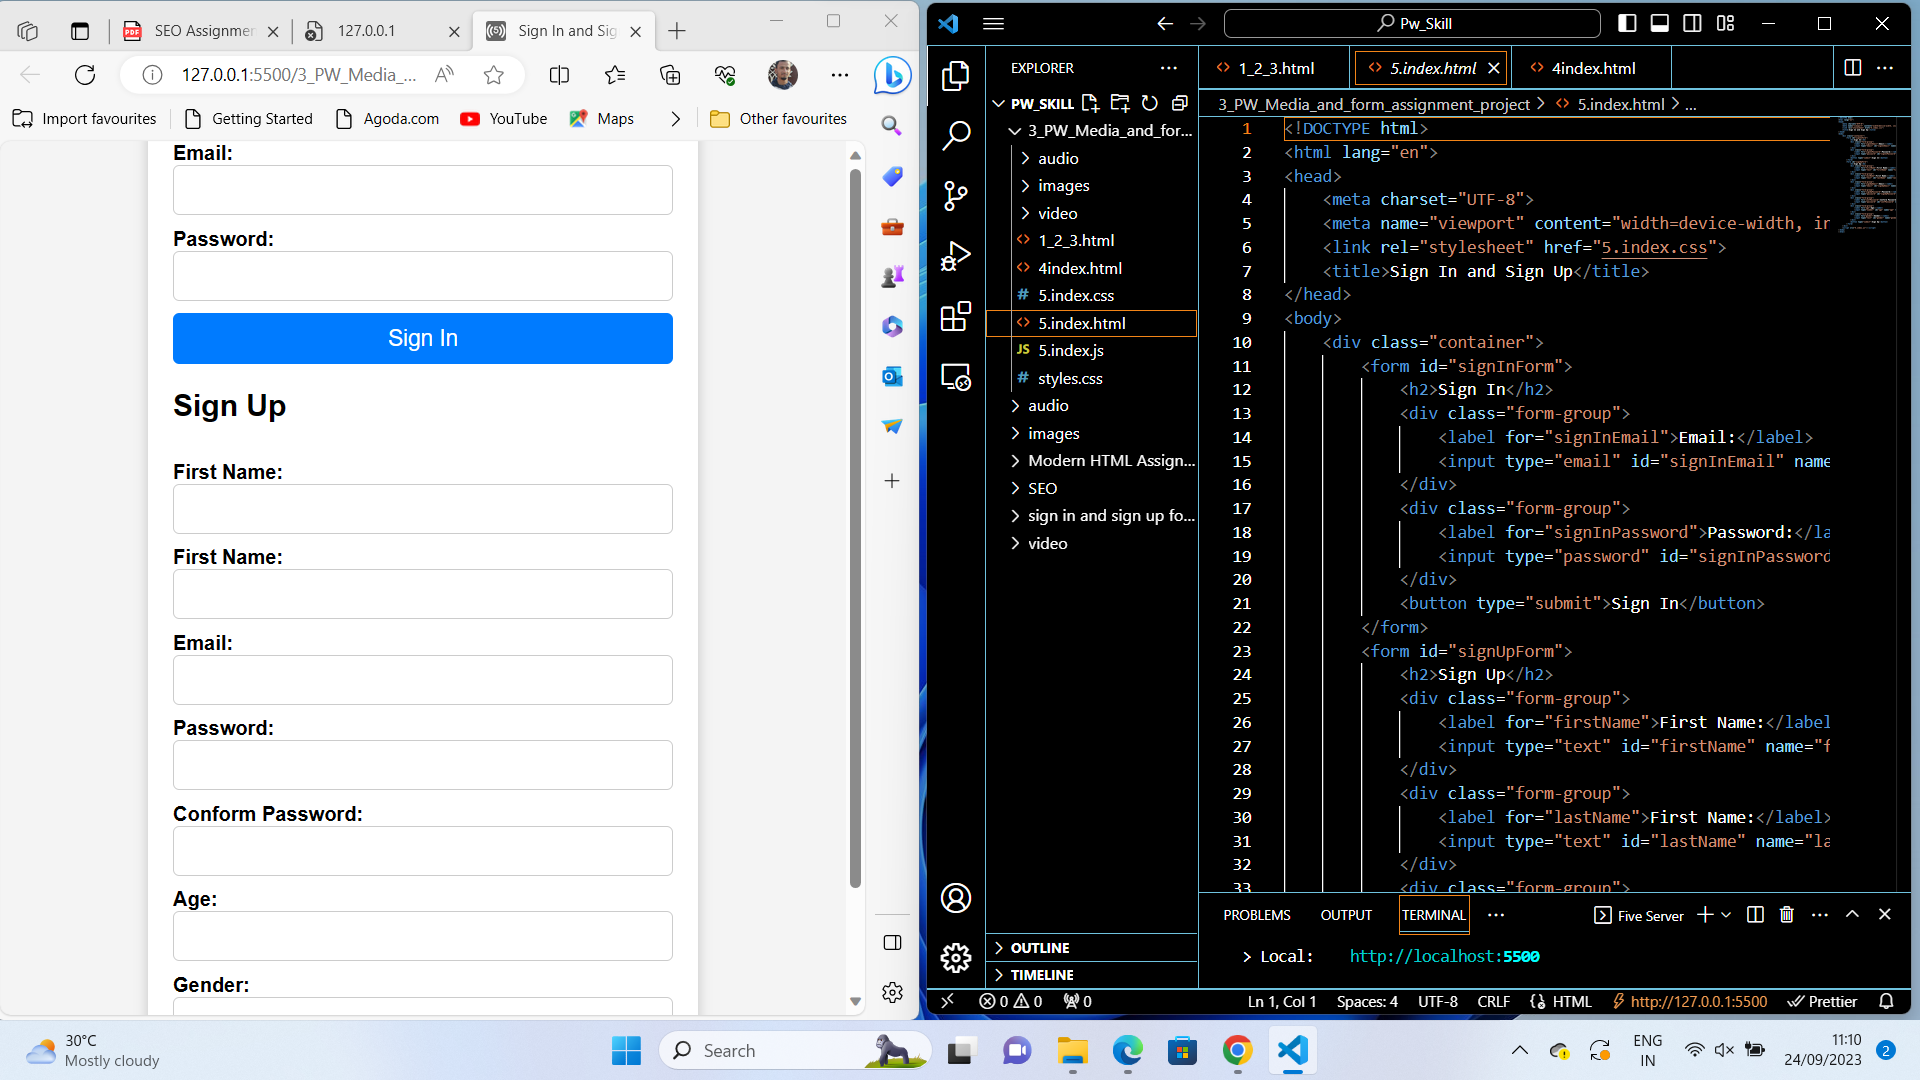 SEO Assignmen
127.0.0.1
Sign In and Sig
127.0.0.1:5500/3_PW_Media_...
Import favourites
Getting Started
Agoda.com
YouTube
Maps
Other favourites
Email:
Password:
Sign In
Sign Up
First Name:
First Name:
Email:
Password:
Conform Password:
Age:
Gender:
Pw_Skill
EXPLORER
PW_SKILL
3_PW_Media_and_for...
audio
images
video
1_2_3.html
4index.html
5.index.css
5.index.html
JS 5.index.js
styles.css
audio
images
Modern HTML Assign...
SEO
sign in and sign up fo...
video
OUTLINE
TIMELINE
1_2_3.html
5.index.html
4index.html
3_PW_Media_and_form_assignment_project > 5.index.html > ...
1 <!DOCTYPE html>
2 <html lang="en">
3 <head>
4 <meta charset="UTF-8">
5 <meta name="viewport" content="width=device-width, in
6 <link rel="stylesheet" href="5.index.css">
7 <title>Sign In and Sign Up</title>
8 </head>
9 <body>
10 <div class="container">
11 <form id="signInForm">
12 <h2>Sign In</h2>
13 <div class="form-group">
14 <label for="signInEmail">Email:</label>
15 <input type="email" id="signInEmail" name
16 </div>
17 <div class="form-group">
18 <label for="signInPassword">Password:</la
19 <input type="password" id="signInPassword
20 </div>
21 <button type="submit">Sign In</button>
22 </form>
23 <form id="signUpForm">
24 <h2>Sign Up</h2>
25 <div class="form-group">
26 <label for="firstName">First Name:</label
27 <input type="text" id="firstName" name="f
28 </div>
29 <div class="form-group">
30 <label for="lastName">First Name:</label>
31 <input type="text" id="lastName" name="la
32 </div>
33 <div class="form-group">
PROBLEMS
OUTPUT
TERMINAL
Five Server
> Local: http://localhost:5500
0 0 0
Ln 1, Col 1
Spaces: 4
UTF-8
CRLF
HTML
http://127.0.0.1:5500
Prettier
30°C
Mostly cloudy
Search
ENG
IN
11:10
24/09/2023
2